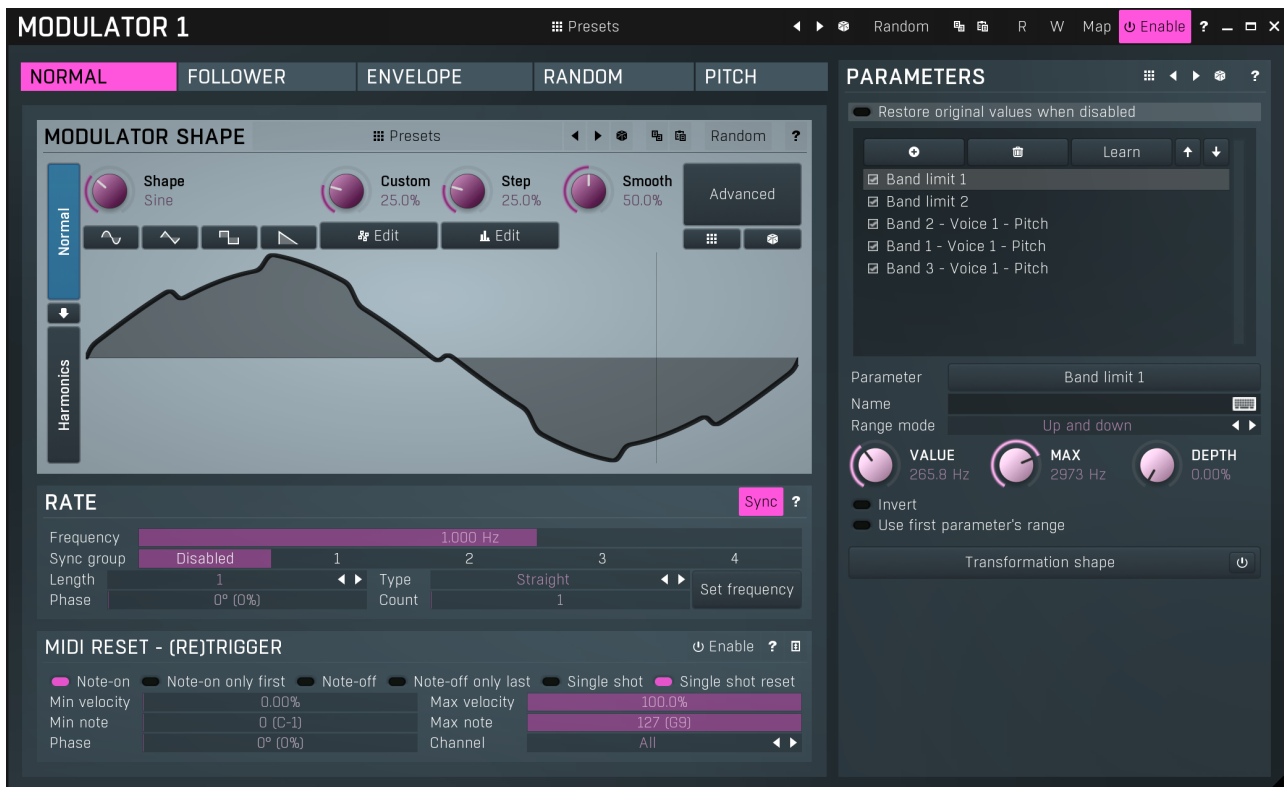 MODULATOR 1 Presets Random R W Map Enable ?
NORMAL FOLLOWER ENVELOPE RANDOM PITCH
MODULATOR SHAPE Presets Random ?
Normal
Harmonics
Shape Custom Step Smooth
Sine 25.0% 25.0% 50.0%
Advanced
Edit Edit
RATE Sync ?
Frequency 1.000 Hz
Sync group Disabled 1 2 3 4
Length 1 Type Straight
Phase 0° (0%) Count 1
Set frequency
MIDI RESET - (RE)TRIGGER Enable ?
Note-on Note-on only first Note-off Note-off only last Single shot Single shot reset
Min velocity 0.00% Max velocity 100.0%
Min note 0 (C-1) Max note 127 (G9)
Phase 0° (0%) Channel All
PARAMETERS ?
Restore original values when disabled
Learn
Band limit 1
Band limit 2
Band 2 - Voice 1 - Pitch
Band 1 - Voice 1 - Pitch
Band 3 - Voice 1 - Pitch
Parameter Band limit 1
Name
Range mode Up and down
VALUE MAX DEPTH
265.8 Hz 2973 Hz 0.00%
Invert
Use first parameter's range
Transformation shape